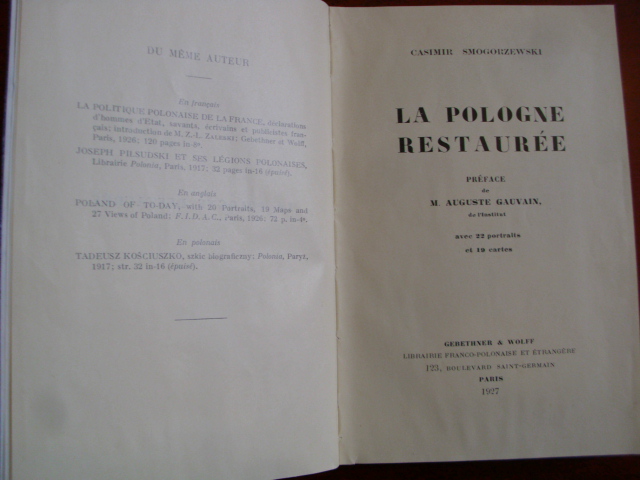 DU MÊME AUTEUR
En français
LA POLITIQUE POLONAISE DE LA FRANCE, déclarations
d'hommes d'Etat, savants, écrivains et publicistes fran-
çais; introduction de M. Z.-L. ZALESKI; Gebethner et Wolff,
Paris, 1926; 120 pages in-4º.
JOSEPH PILSUDSKI ET SES LÉGIONS POLONAISES,
Librairie Polonia, Paris, 1917; 32 pages in-16 (épuisé).
En anglais
POLAND OF TO-DAY, with 20 Portraits, 19 Maps and
27 Views of Poland; F.I.D.A.C., Paris, 1926: 72 p. in-4º.
En polonais
TADEUSZ KOŚCIUSZKO, szkic biograficzny; Polonia, Paryż,
1917; str. 32 in-16 (épuisé).
CASIMIR SMOGORZEWSKI
LA POLOGNE
RESTAURÉE
PRÉFACE
de
M. AUGUSTE GAUVAIN,
de l'Institut
avec 22 portraits
et 19 cartes
GEBETHNER & WOLFF
LIBRAIRIE FRANCO-POLONAISE ET ÉTRANGÈRE
123, BOULEVARD SAINT-GERMAIN
PARIS
1927